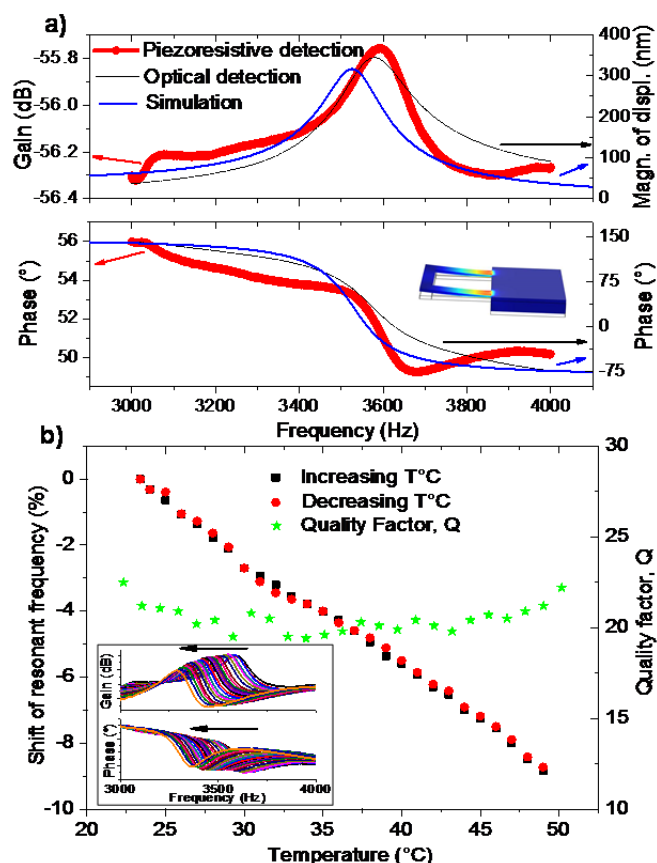 a)
Piezoresistive detection
Optical detection
Simulation
-55.8
-56.0
-56.2
-56.4
Gain (dB)
400
300
200
100
0
Magn. of displ. (nm)
56
54
52
50
Phase (°)
150
75
0
-75
Phase (°)
3000 3200 3400 3600 3800 4000
Frequency (Hz)
b)
Increasing T°C
Decreasing T°C
Quality Factor, Q
0
-2
-4
-6
-8
-10
Shift of resonant frequency (%)
30
25
20
15
10
Quality factor, Q
Gain (dB)
Phase (°)
3000 3500 4000
Frequency (Hz)
20 25 30 35 40 45 50
Temperature (°C)